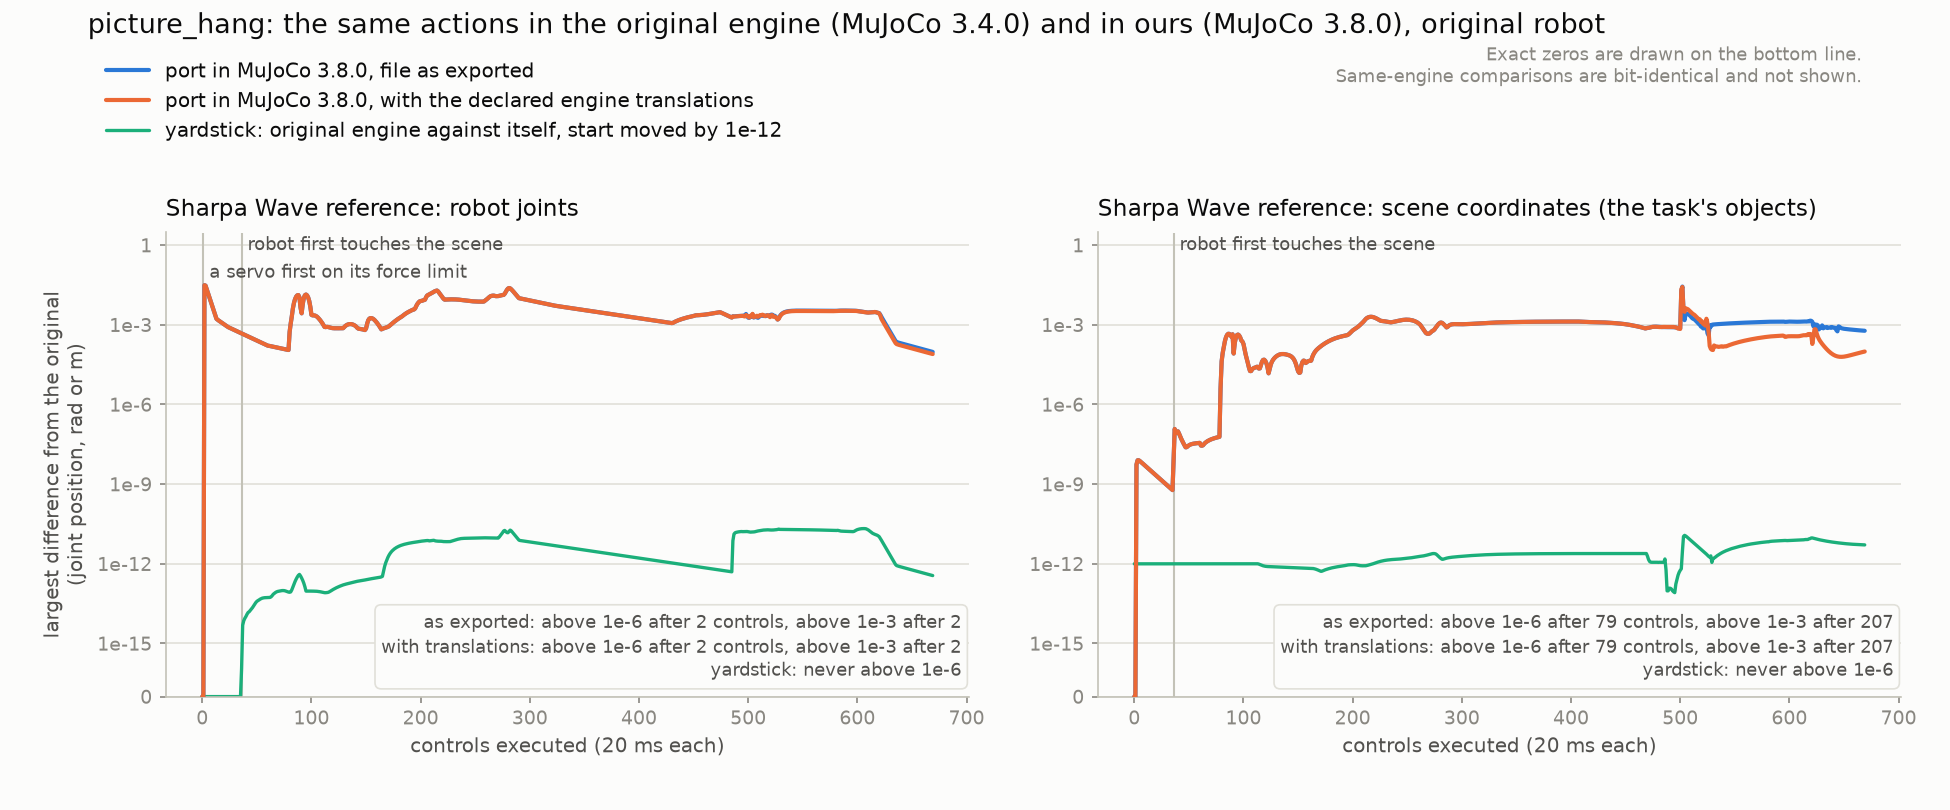 picture_hang: the same actions in the original engine (MuJoCo 3.4.0) and in ours (MuJoCo 3.8.0), original robot
Exact zeros are drawn on the bottom line.
Same-engine comparisons are bit-identical and not shown.
port in MuJoCo 3.8.0, file as exported
port in MuJoCo 3.8.0, with the declared engine translations
yardstick: original engine against itself, start moved by 1e-12
Sharpa Wave reference: robot joints
robot first touches the scene
a servo first on its force limit
largest difference from the original
(joint position, rad or m)
1
1e-3
1e-6
1e-9
1e-12
1e-15
0
as exported: above 1e-6 after 2 controls, above 1e-3 after 2
with translations: above 1e-6 after 2 controls, above 1e-3 after 2
yardstick: never above 1e-6
0 100 200 300 400 500 600 700
controls executed (20 ms each)
Sharpa Wave reference: scene coordinates (the task's objects)
robot first touches the scene
1
1e-3
1e-6
1e-9
1e-12
1e-15
0
as exported: above 1e-6 after 79 controls, above 1e-3 after 207
with translations: above 1e-6 after 79 controls, above 1e-3 after 207
yardstick: never above 1e-6
0 100 200 300 400 500 600 700
controls executed (20 ms each)